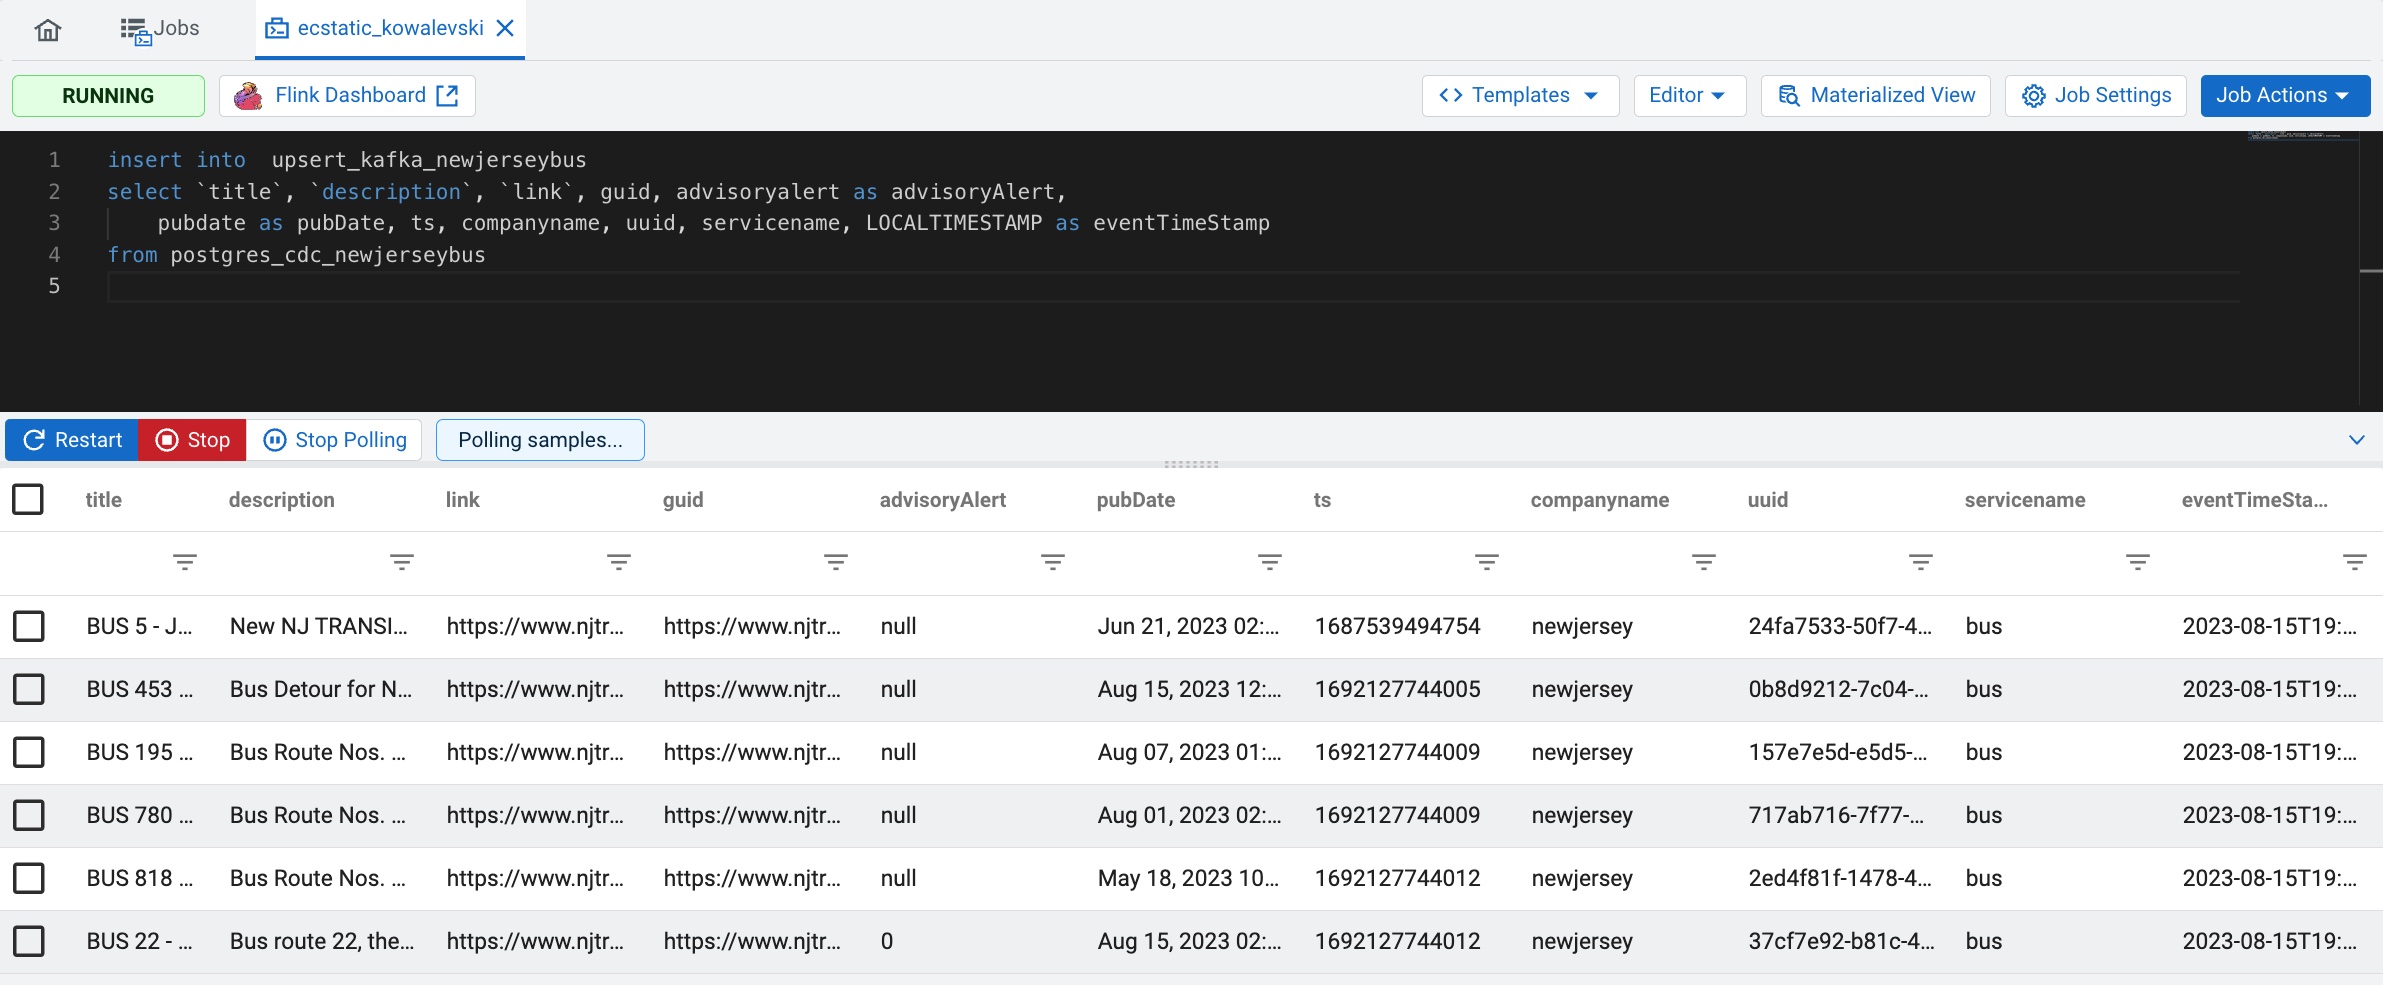 Jobs ecstatic_kowalevski
RUNNING Flink Dashboard Templates Editor Materialized View Job Settings Job Actions
1 insert into  upsert_kafka_newjerseybus
2 select `title`, `description`, `link`, guid, advisoryalert as advisoryAlert,
3     pubdate as pubDate, ts, companyname, uuid, servicename, LOCALTIMESTAMP as eventTimeStamp
4 from postgres_cdc_newjerseybus
5
Restart Stop Stop Polling Polling samples...
title description link guid advisoryAlert pubDate ts companyname uuid servicename eventTimeSta...
BUS 5 - J... New NJ TRANSI... https://www.njtr... https://www.njtr... null Jun 21, 2023 02:... 1687539494754 newjersey 24fa7533-50f7-4... bus 2023-08-15T19:...
BUS 453 ... Bus Detour for N... https://www.njtr... https://www.njtr... null Aug 15, 2023 12:... 1692127744005 newjersey 0b8d9212-7c04-... bus 2023-08-15T19:...
BUS 195 ... Bus Route Nos. ... https://www.njtr... https://www.njtr... null Aug 07, 2023 01:... 1692127744009 newjersey 157e7e5d-e5d5-... bus 2023-08-15T19:...
BUS 780 ... Bus Route Nos. ... https://www.njtr... https://www.njtr... null Aug 01, 2023 02:... 1692127744009 newjersey 717ab716-7f77-... bus 2023-08-15T19:...
BUS 818 ... Bus Route Nos. ... https://www.njtr... https://www.njtr... null May 18, 2023 10... 1692127744012 newjersey 2ed4f81f-1478-4... bus 2023-08-15T19:...
BUS 22 - ... Bus route 22, the... https://www.njtr... https://www.njtr... 0 Aug 15, 2023 02:... 1692127744012 newjersey 37cf7e92-b81c-4... bus 2023-08-15T19:...